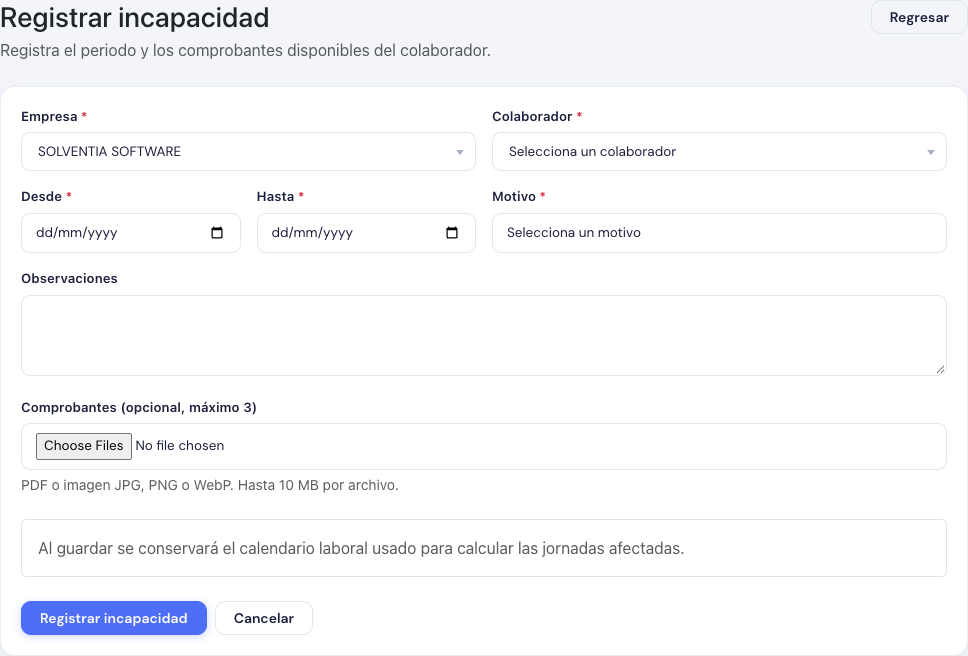 Registrar incapacidad
Regresar
Registra el periodo y los comprobantes disponibles del colaborador.
Empresa *
Colaborador *
SOLVENTIA SOFTWARE
Selecciona un colaborador
Desde *
Hasta *
Motivo *
dd/mm/yyyy
dd/mm/yyyy
Selecciona un motivo
Observaciones
Comprobantes (opcional, máximo 3)
Choose Files No file chosen
PDF o imagen JPG, PNG o WebP. Hasta 10 MB por archivo.
Al guardar se conservará el calendario laboral usado para calcular las jornadas afectadas.
Registrar incapacidad
Cancelar